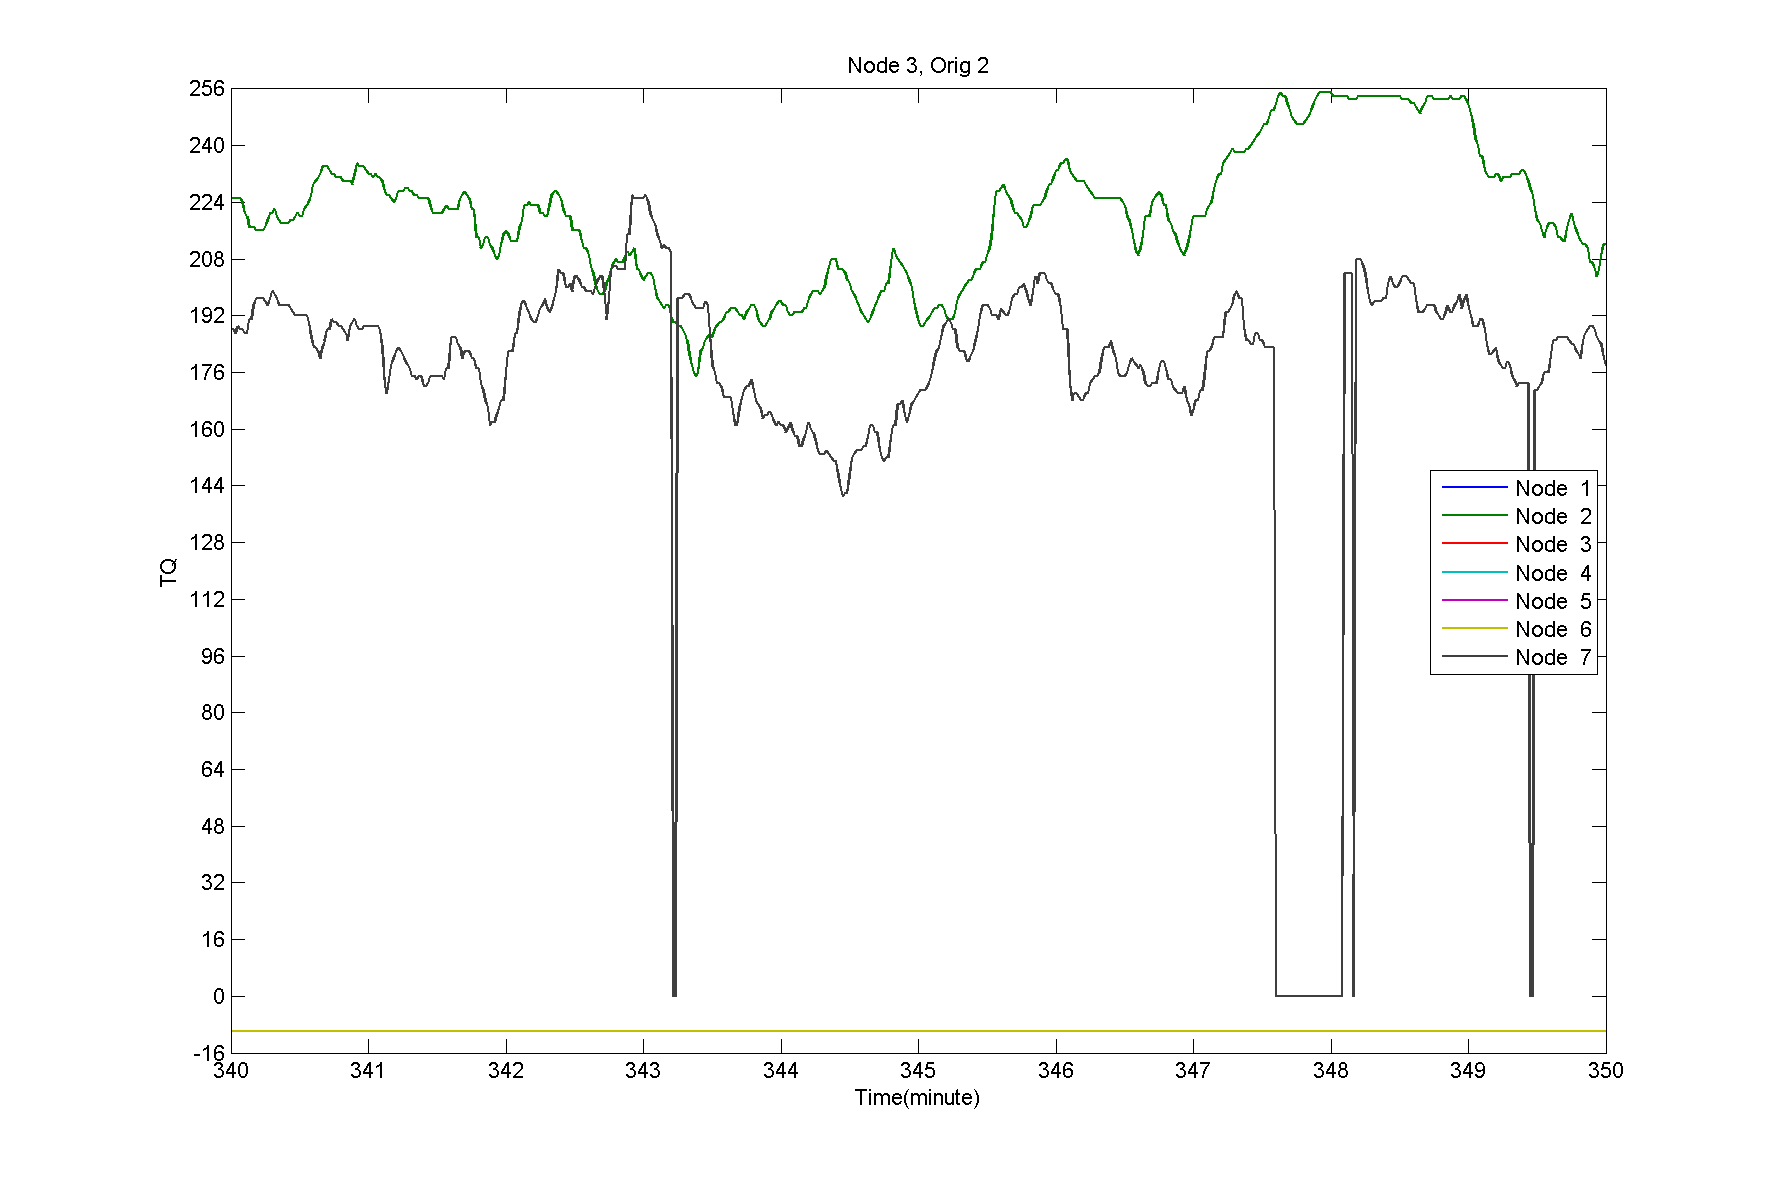 Node 3, Orig 2
256
240
224
208
192
176
160
144
128
112
96
80
64
48
32
16
0
-16
TQ
Node 1
Node 2
Node 3
Node 4
Node 5
Node 6
Node 7
340 341 342 343 344 345 346 347 348 349 350
Time(minute)